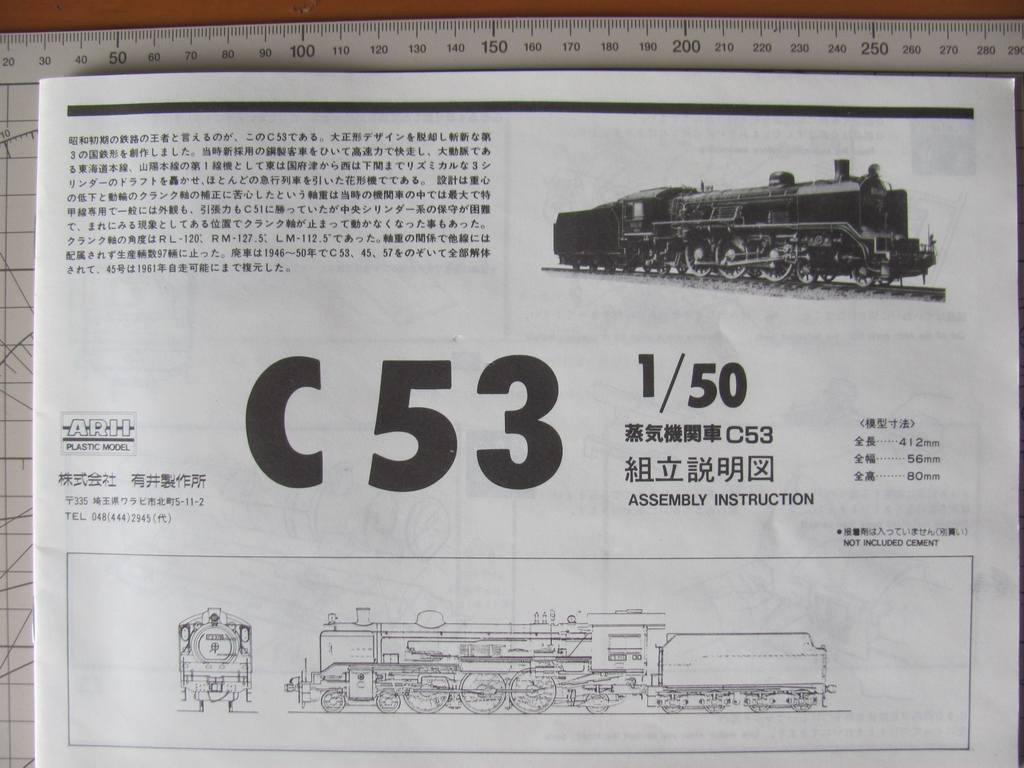 20 30 40 50 60 70 80 90 100 110 120 130 140 150 160 170 180 190 200 210 220 230 240 250 260 270 280 290
10
昭和初期の鉄路の王者と言えるのが、このC53である。大正形デザインを脱却し斬新な第
3の国鉄形を創作しました。当時新採用の鋼製客車をひいて高速力で快走し、大動脈であ
る東海道本線、山陽本線の第1線機として東は国府津から西は下関までリズミカルな3シ
リンダーのドラフトを轟かせ、ほとんどの急行列車を引いた花形機でである。設計は重心
の低下と動輪のクランク軸の補正に苦心したという軸重は当時の機関車の中では最大で特
甲線専用で一般には外観も、引張力もC51に勝っていたが中央シリンダー系の保守が困難
で、まれにみる現象としてある位置でクランク軸が止まって動かなくなった事もあった。
クランク軸の角度はRL-120° RM-127.5° LM-112.5°であった。軸重の関係で他線には
配属されず生産輛数97輛に止った。廃車は1946〜50年でC53、45、57をのぞいて全部解体
されて、45号は1961年自走可能にまで復元した。
C53
1/50
蒸気機関車C53
組立説明図
ASSEMBLY INSTRUCTION
〈模型寸法〉
全長……412mm
全幅………56mm
全高………80mm
ARII
PLASTIC MODEL
株式会社 有井製作所
〒335 埼玉県ワラビ市北町5-11-2
TEL 048(444)2945(代)
●接着剤は入っていません(別買い)
NOT INCLUDED CEMENT